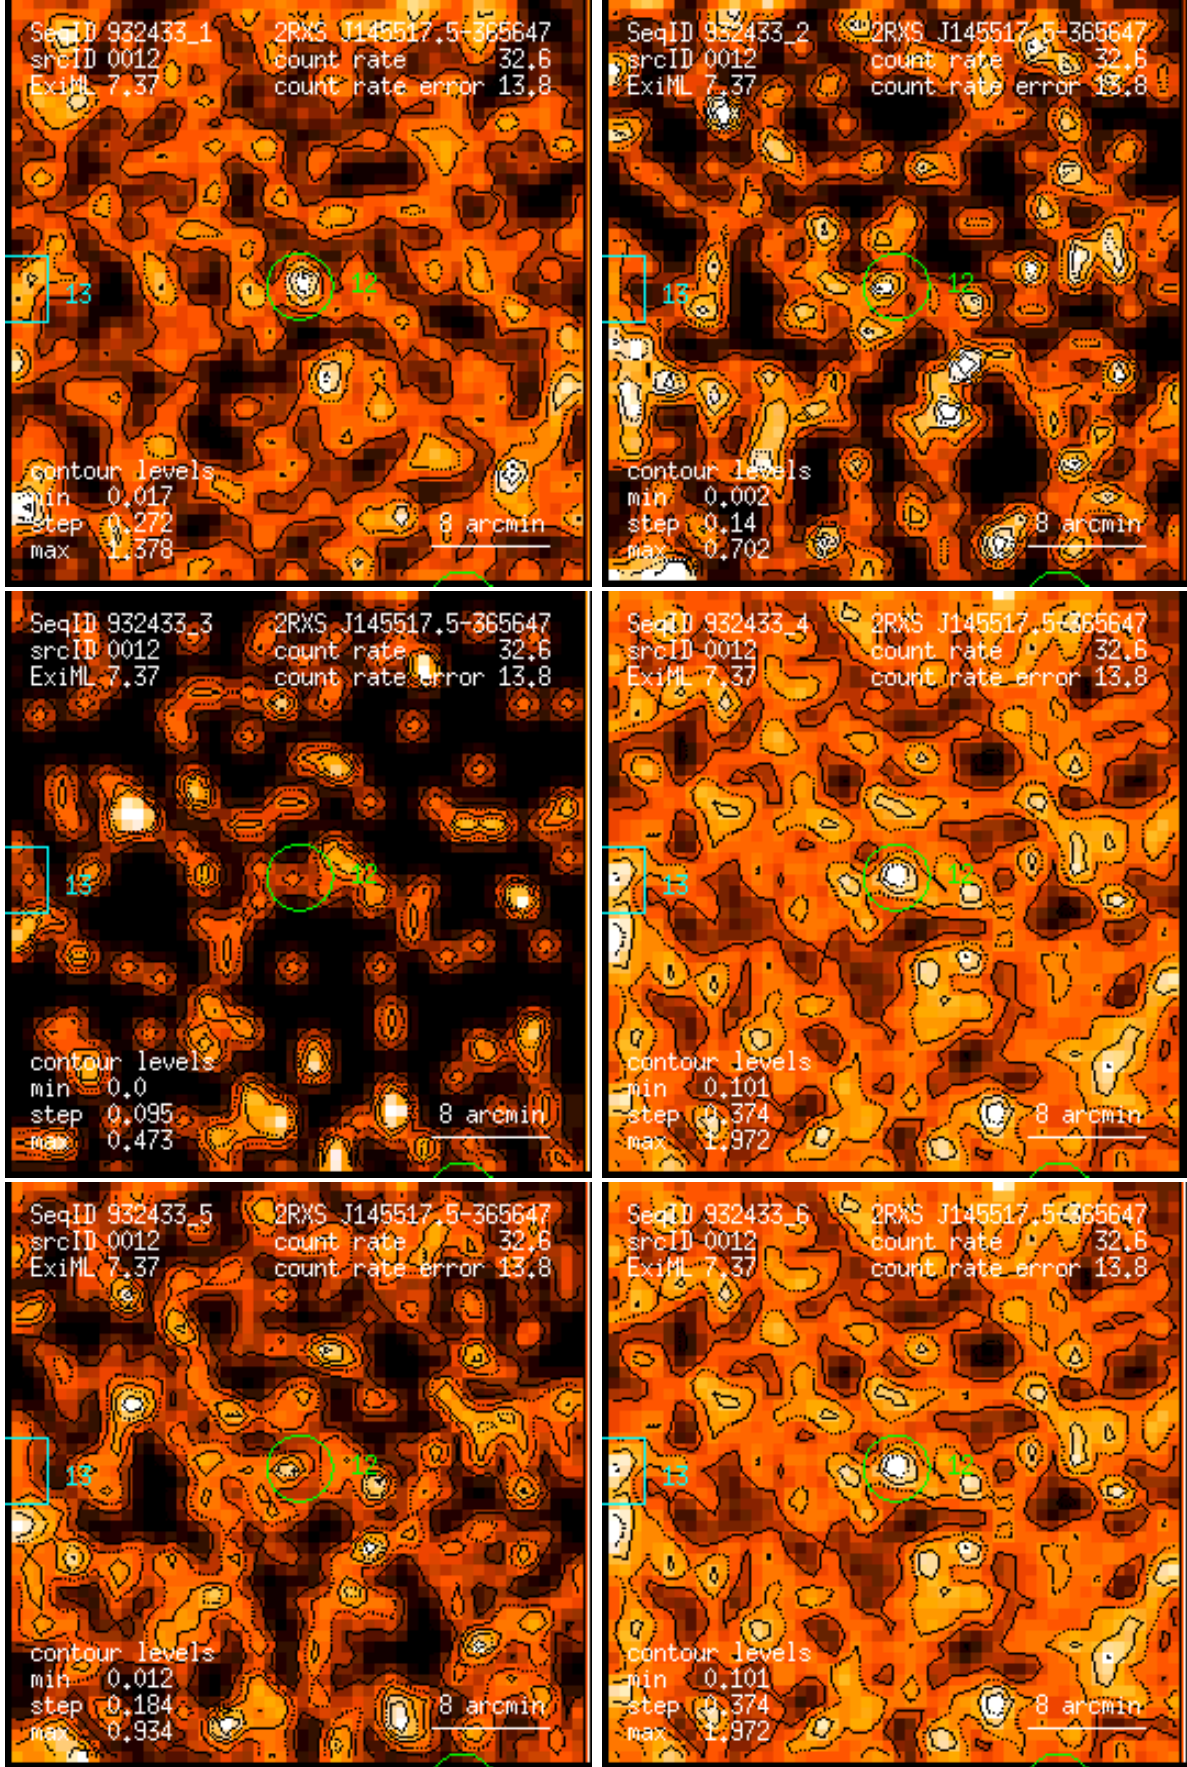 SeqID 932433_1 2RXS J145517.5-365647
srcID 0012 count rate 32.6
ExiML 7.37 count rate error 13.8
12
13
contour levels
min 0.017
step 0.272 8 arcmin
max 1.378
SeqID 932433_2 2RXS J145517.5-365647
srcID 0012 count rate 32.6
ExiML 7.37 count rate error 13.8
12
13
contour levels
min 0.002
step 0.14 8 arcmin
max 0.702
SeqID 932433_3 2RXS J145517.5-365647
srcID 0012 count rate 32.6
ExiML 7.37 count rate error 13.8
12
13
contour levels
min 0.0
step 0.095 8 arcmin
max 0.473
SeqID 932433_4 2RXS J145517.5-365647
srcID 0012 count rate 32.6
ExiML 7.37 count rate error 13.8
12
13
contour levels
min 0.101
step 0.374 8 arcmin
max 1.972
SeqID 932433_5 2RXS J145517.5-365647
srcID 0012 count rate 32.6
ExiML 7.37 count rate error 13.8
12
13
contour levels
min 0.012
step 0.184 8 arcmin
max 0.934
SeqID 932433_6 2RXS J145517.5-365647
srcID 0012 count rate 32.6
ExiML 7.37 count rate error 13.8
12
13
contour levels
min 0.101
step 0.374 8 arcmin
max 1.972